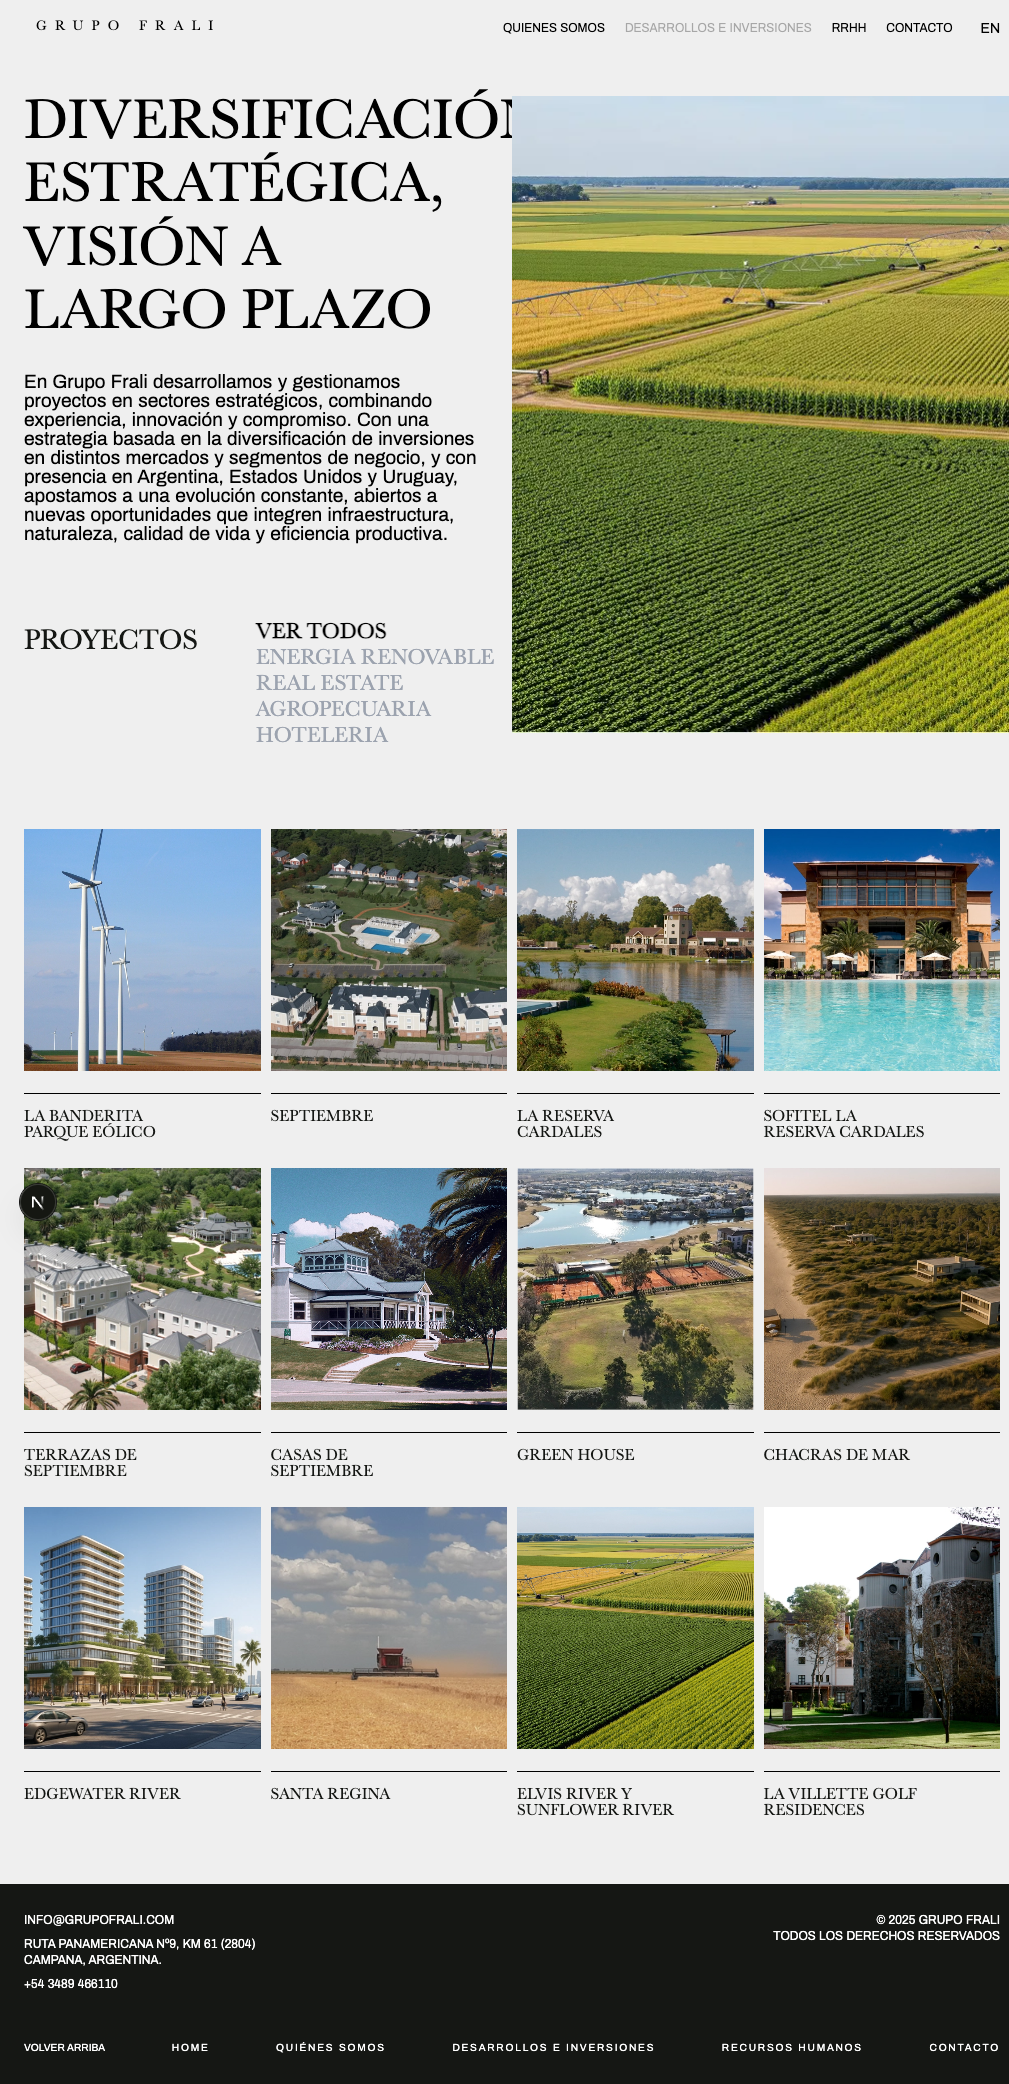 GRUPO FRALI
QUIENES SOMOS
DESARROLLOS E INVERSIONES
RRHH
CONTACTO
EN
DIVERSIFICACIÓN
ESTRATÉGICA,
VISIÓN A
LARGO PLAZO
En Grupo Frali desarrollamos y gestionamos
proyectos en sectores estratégicos, combinando
experiencia, innovación y compromiso. Con una
estrategia basada en la diversificación de inversiones
en distintos mercados y segmentos de negocio, y con
presencia en Argentina, Estados Unidos y Uruguay,
apostamos a una evolución constante, abiertos a
nuevas oportunidades que integren infraestructura,
naturaleza, calidad de vida y eficiencia productiva.
PROYECTOS
VER TODOS
ENERGIA RENOVABLE
REAL ESTATE
AGROPECUARIA
HOTELERIA
LA BANDERITA
PARQUE EÓLICO
SEPTIEMBRE
LA RESERVA
CARDALES
SOFITEL LA
RESERVA CARDALES
N
TERRAZAS DE
SEPTIEMBRE
CASAS DE
SEPTIEMBRE
GREEN HOUSE
CHACRAS DE MAR
EDGEWATER RIVER
SANTA REGINA
ELVIS RIVER Y
SUNFLOWER RIVER
LA VILLETTE GOLF
RESIDENCES
INFO@GRUPOFRALI.COM
RUTA PANAMERICANA Nº9, KM 61 (2804)
CAMPANA, ARGENTINA.
+54 3489 466110
© 2025 GRUPO FRALI
TODOS LOS DERECHOS RESERVADOS
VOLVER ARRIBA
HOME
QUIÉNES SOMOS
DESARROLLOS E INVERSIONES
RECURSOS HUMANOS
CONTACTO